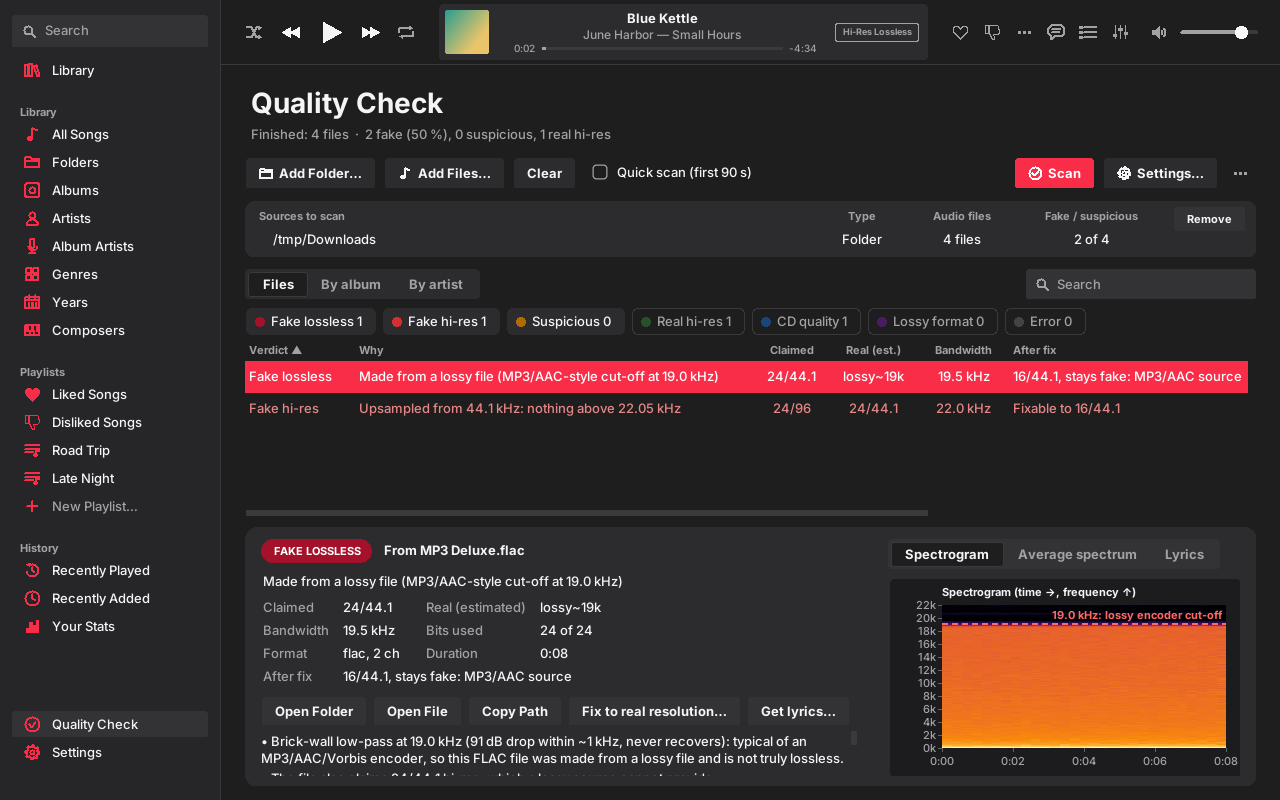 Search
Library
Library
All Songs
Folders
Albums
Artists
Album Artists
Genres
Years
Composers
Playlists
Liked Songs
Disliked Songs
Road Trip
Late Night
New Playlist...
History
Recently Played
Recently Added
Your Stats
Quality Check
Settings
Blue Kettle
June Harbor — Small Hours
0:02
-4:34
Hi-Res Lossless
Quality Check
Finished: 4 files · 2 fake (50 %), 0 suspicious, 1 real hi-res
Add Folder...
Add Files...
Clear
Quick scan (first 90 s)
Scan
Settings...
Sources to scan Type Audio files Fake / suspicious
/tmp/Downloads Folder 4 files 2 of 4
Remove
Files By album By artist
Search
Fake lossless 1 Fake hi-res 1 Suspicious 0 Real hi-res 1 CD quality 1 Lossy format 0 Error 0
Verdict ▲ Why Claimed Real (est.) Bandwidth After fix
Fake lossless Made from a lossy file (MP3/AAC-style cut-off at 19.0 kHz) 24/44.1 lossy~19k 19.5 kHz 16/44.1, stays fake: MP3/AAC source
Fake hi-res Upsampled from 44.1 kHz: nothing above 22.05 kHz 24/96 24/44.1 22.0 kHz Fixable to 16/44.1
FAKE LOSSLESS From MP3 Deluxe.flac
Made from a lossy file (MP3/AAC-style cut-off at 19.0 kHz)
Claimed 24/44.1 Real (estimated) lossy~19k
Bandwidth 19.5 kHz Bits used 24 of 24
Format flac, 2 ch Duration 0:08
After fix 16/44.1, stays fake: MP3/AAC source
Open Folder Open File Copy Path Fix to real resolution... Get lyrics...
• Brick-wall low-pass at 19.0 kHz (91 dB drop within ~1 kHz, never recovers): typical of an
MP3/AAC/Vorbis encoder, so this FLAC file was made from a lossy file and is not truly lossless.
Spectrogram Average spectrum Lyrics
Spectrogram (time →, frequency ↑)
19.0 kHz: lossy encoder cut-off
22k
20k
18k
16k
14k
12k
10k
8k
6k
4k
2k
0k
0:00 0:02 0:04 0:06 0:08